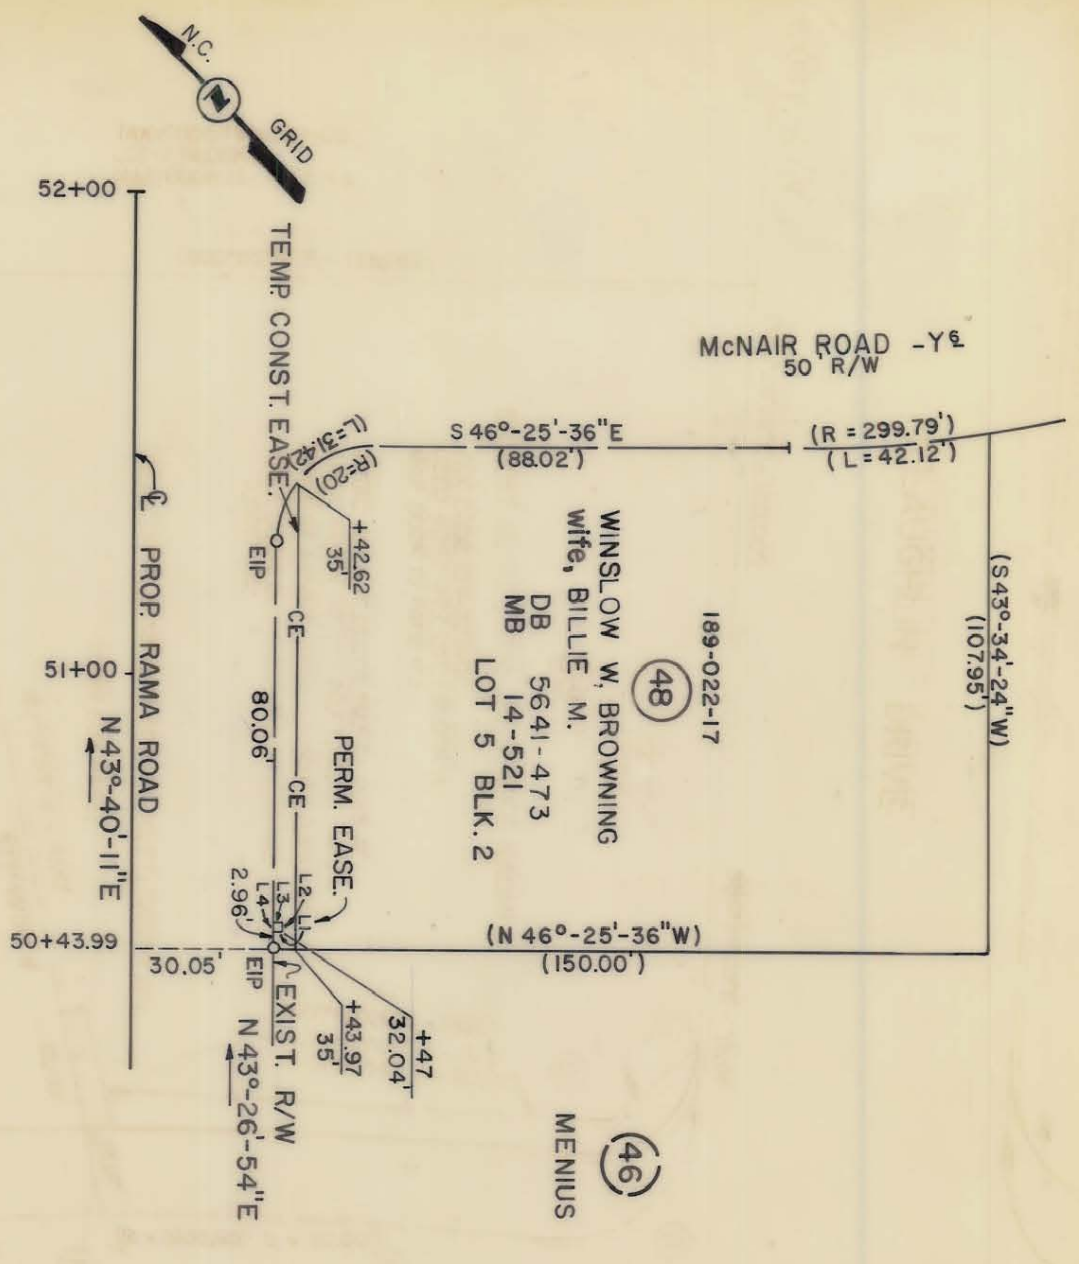 N.C.
N
GRID
52+00
TEMP. CONST. EASE.
McNAIR ROAD -Y℄
50' R/W
(L=31.42')
(R=20')
S 46°-25'-36"E
(88.02')
(R = 299.79')
(L = 42.12')
+42.62
35'
EIP
℄ PROP. RAMA ROAD
CE
WINSLOW W. BROWNING
wife, BILLIE M.
DB 5641-473
MB 14-521
LOT 5 BLK. 2
189-022-17
48
(S 43°-34'-24"W)
(107.95')
51+00
N 43°-40'-11"E
80.06'
CE
PERM. EASE.
L1
L2
L3
L4
2.96'
50+43.99
30.05'
EIP
(N 46°-25'-36"W)
(150.00')
EXIST. R/W
N 43°-26'-54"E
+43.97
35'
+47
32.04'
46
MENIUS